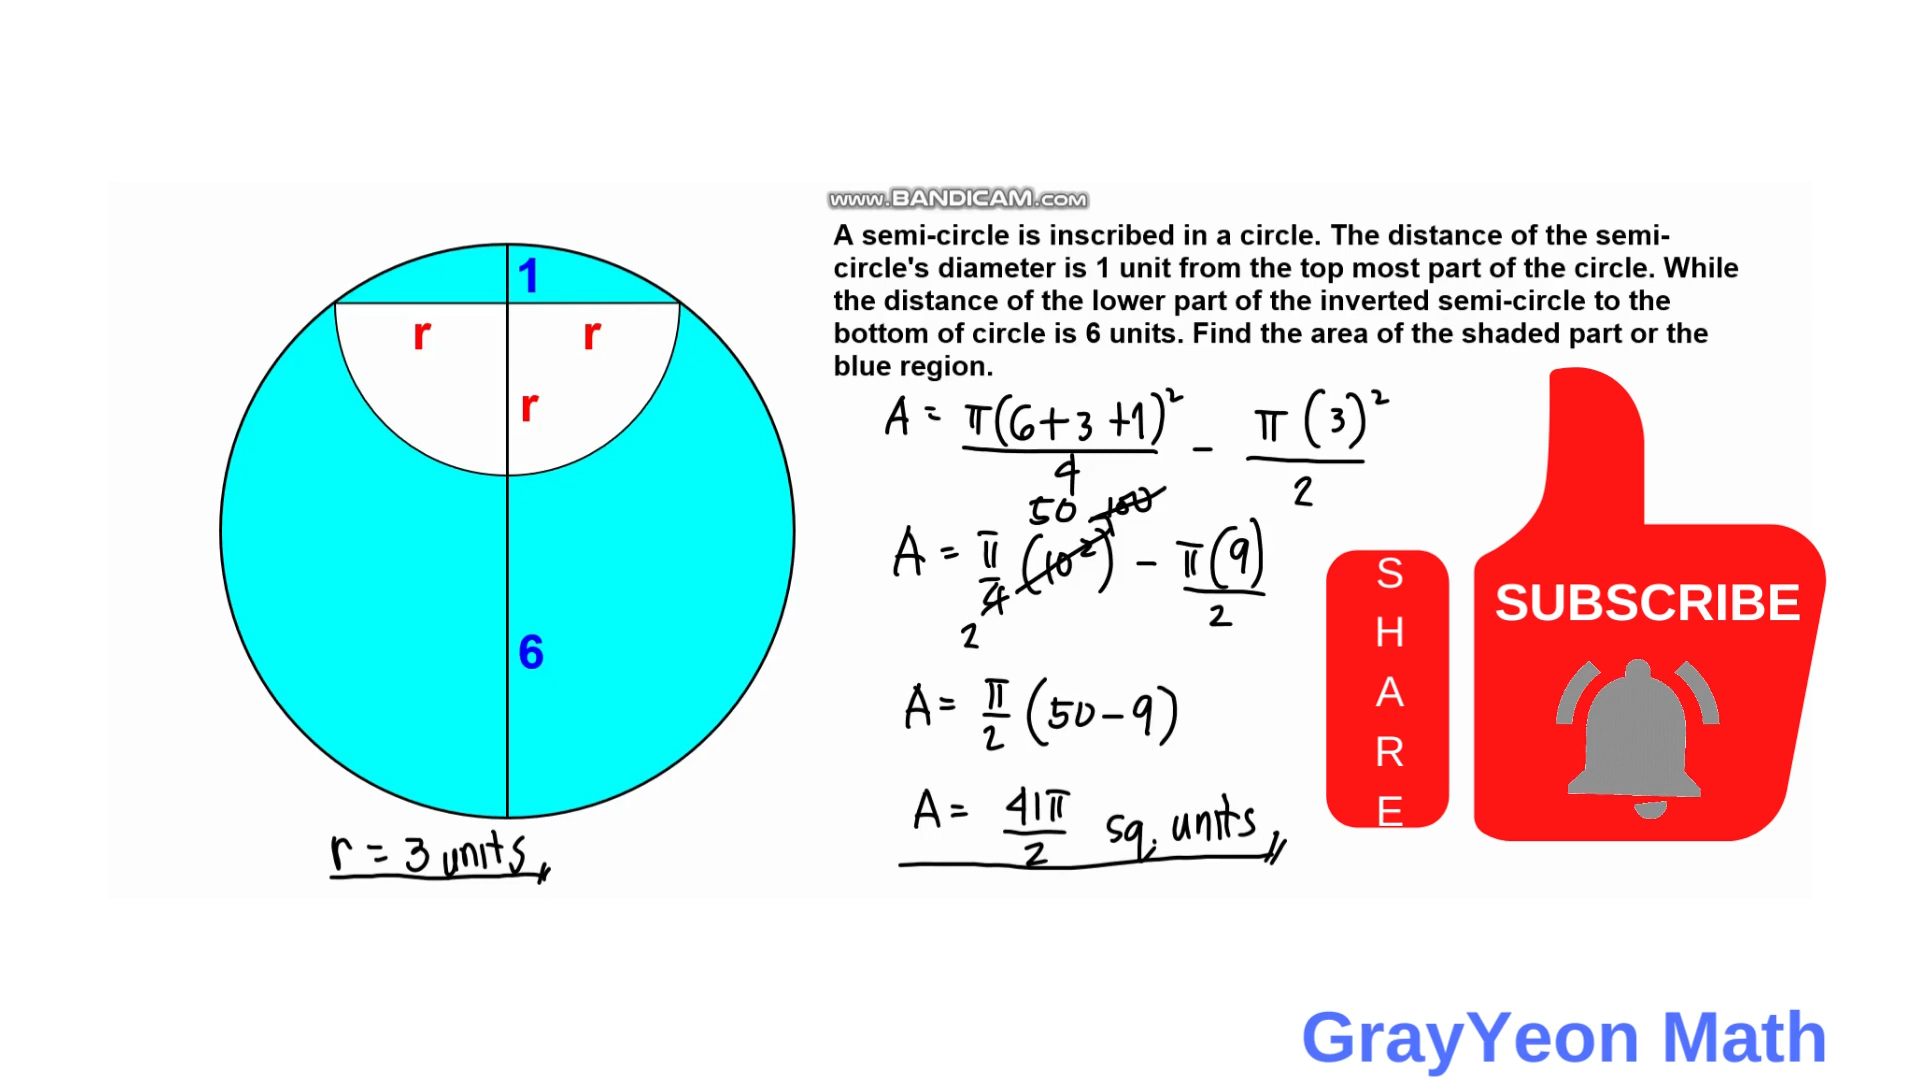 www.BANDICAM.com
A semi-circle is inscribed in a circle. The distance of the semi-
circle's diameter is 1 unit from the top most part of the circle. While
the distance of the lower part of the inverted semi-circle to the
bottom of circle is 6 units. Find the area of the shaded part or the
blue region.
1
r r
r
6
r = 3 units
A = π(6+3+1)²/4 - π(3)²/2
50 100
A = π/4 (10²) - π(9)/2
2
A = π/2 (50-9)
A = 41π/2 sq. units
SHARE
SUBSCRIBE
GrayYeon Math